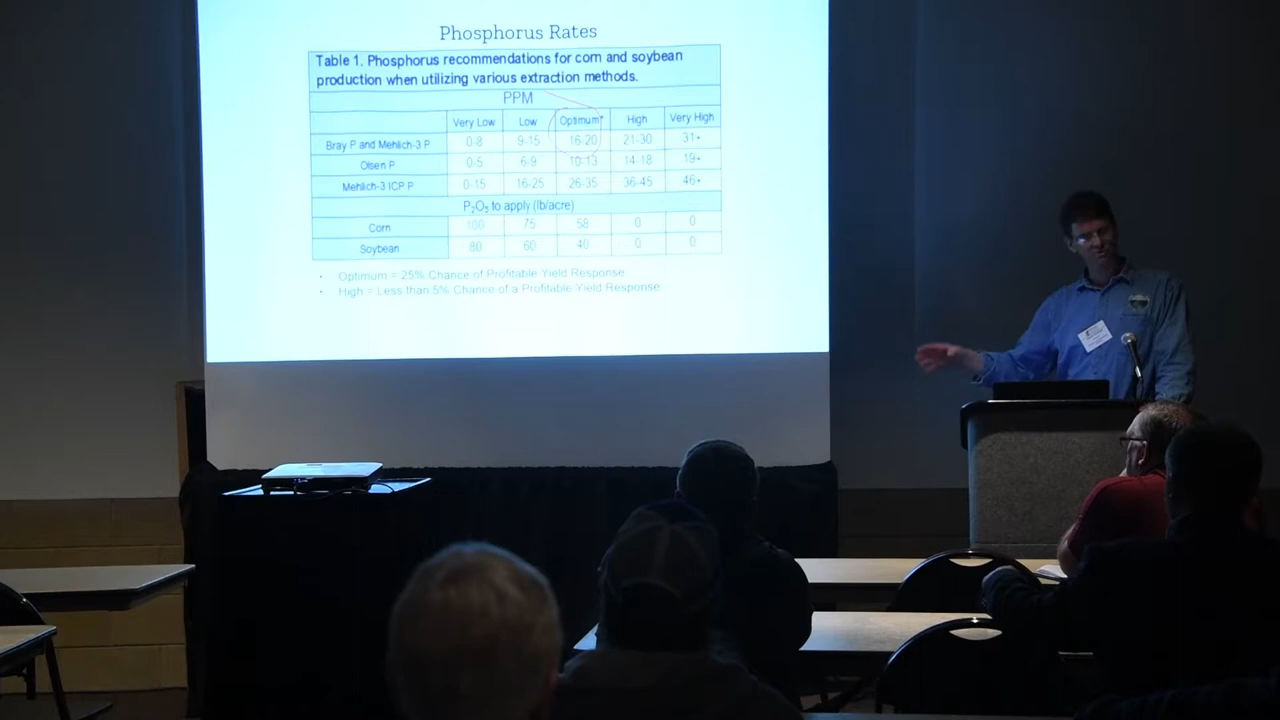 Phosphorus Rates
Table 1. Phosphorus recommendations for corn and soybean
production when utilizing various extraction methods.
PPM
Very Low Low Optimum* High Very High
Bray P and Mehlich-3 P 0-8 9-15 16-20 21-30 31+
Olsen P 0-5 6-9 10-13 14-18 19+
Mehlich-3 ICP P 0-15 16-25 26-35 36-45 46+
P₂O₅ to apply (lb/acre)
Corn 100 75 58 0 0
Soybean 80 60 40 0 0
· Optimum = 25% Chance of Profitable Yield Response
· High = Less than 5% Chance of a Profitable Yield Response